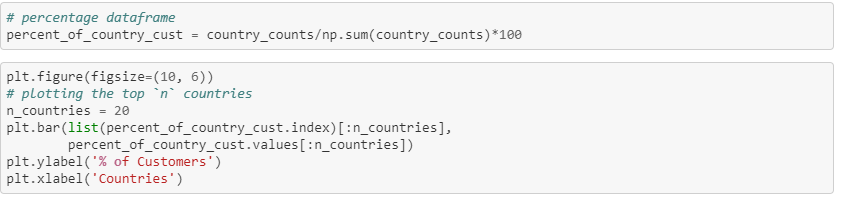 # percentage dataframe
percent_of_country_cust = country_counts/np.sum(country_counts)*100
plt.figure(figsize=(10, 6))
# plotting the top `n` countries
n_countries = 20
plt.bar(list(percent_of_country_cust.index)[:n_countries],
        percent_of_country_cust.values[:n_countries])
plt.ylabel('% of Customers')
plt.xlabel('Countries')